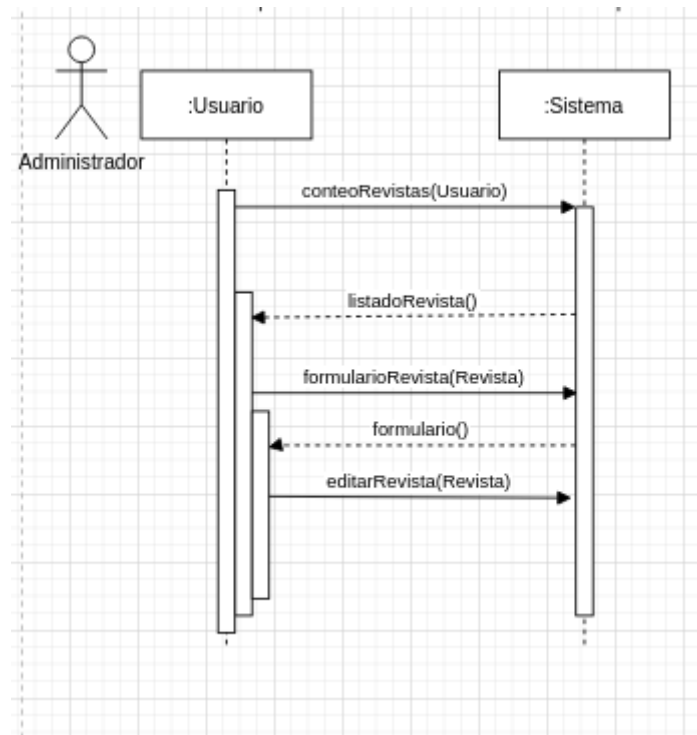 :Usuario
:Sistema
Administrador
conteoRevistas(Usuario)
listadoRevista()
formularioRevista(Revista)
formulario()
editarRevista(Revista)